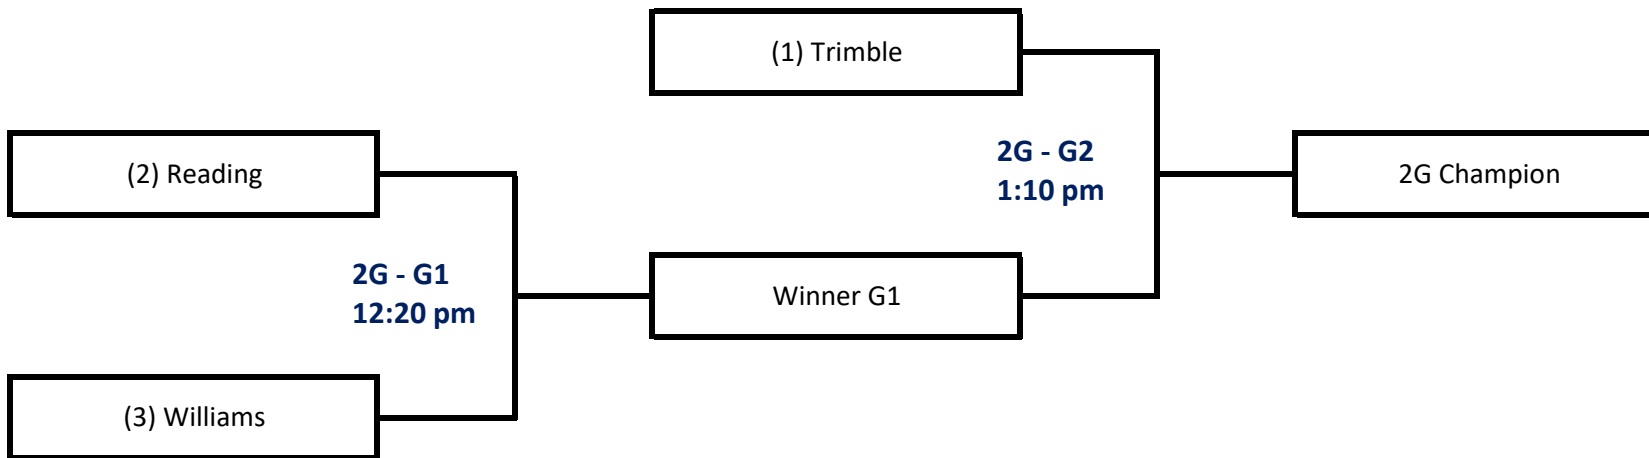 (1) Trimble
2G - G2
1:10 pm
(2) Reading
2G Champion
2G - G1
12:20 pm
Winner G1
(3) Williams